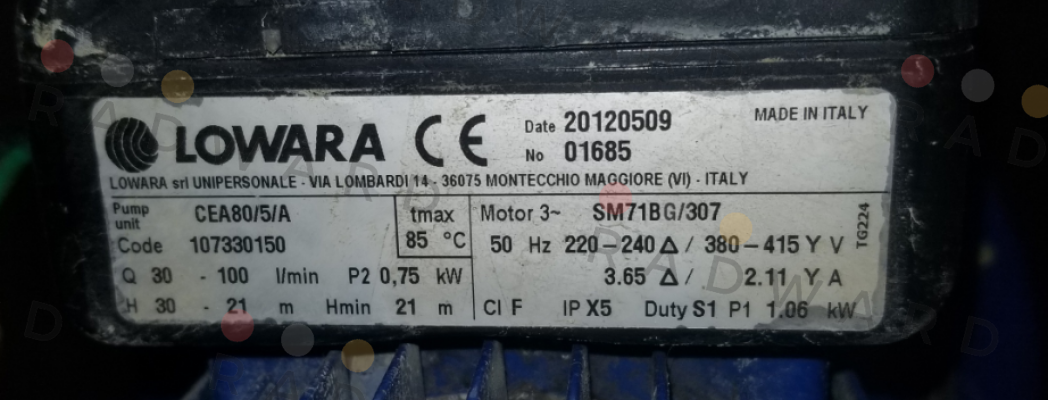 LOWARA CE Date 20120509 MADE IN ITALY
No 01685
LOWARA srl UNIPERSONALE - VIA LOMBARDI 14 - 36075 MONTECCHIO MAGGIORE (VI) - ITALY
Pump unit CEA80/5/A
Code 107330150
tmax
85 °C
Q 30 - 100 l/min P2 0,75 kW
H 30 - 21 m Hmin 21 m
Motor 3~ SM71BG/307
50 Hz 220-240 Δ / 380-415 Y V
3.65 Δ / 2.11 Y A
Cl F IP X5 Duty S1 P1 1.06 kW
TG224
RADWARD
RADWARD
RADWARD